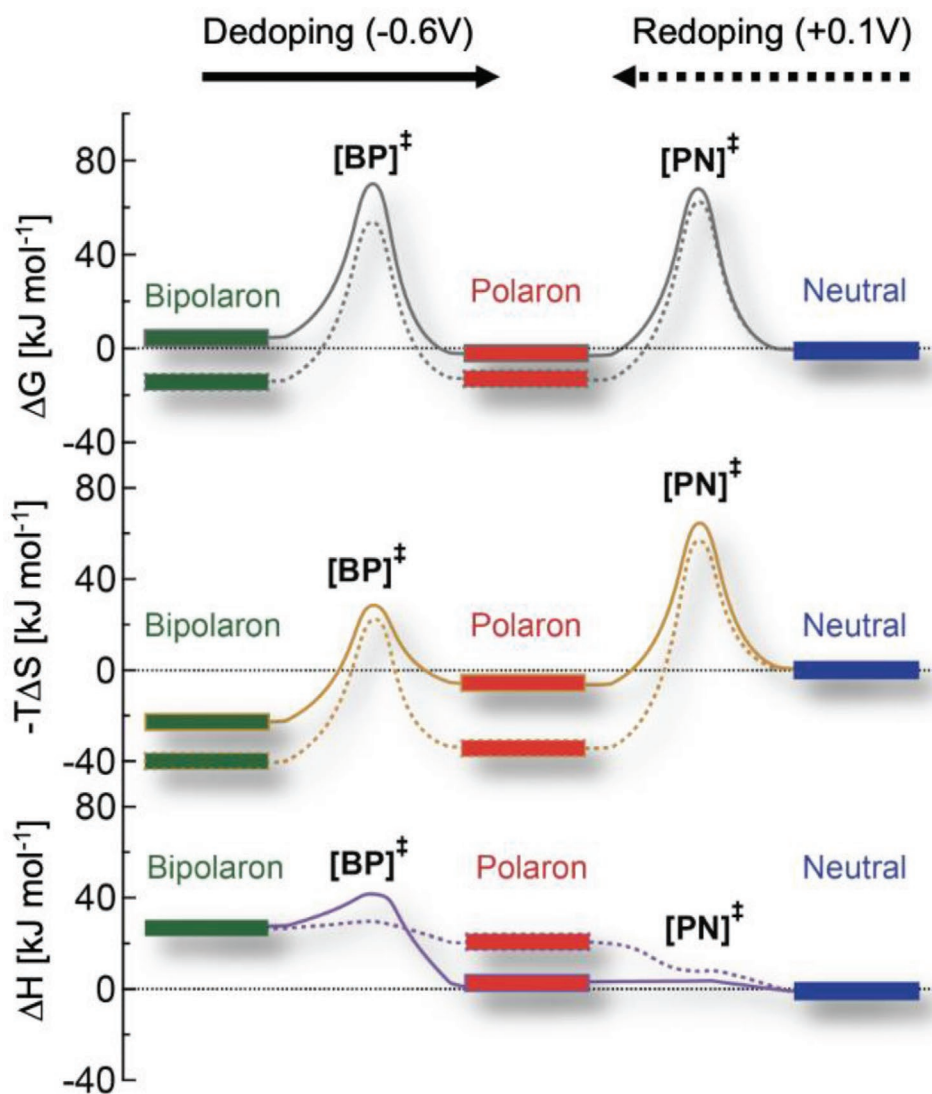 Dedoping (-0.6V) Redoping (+0.1V)
80
[BP]‡ [PN]‡
40
Bipolaron Polaron Neutral
0
-40
ΔG [kJ mol-1]
80
[PN]‡
40
[BP]‡
Bipolaron Polaron Neutral
0
-40
-TΔS [kJ mol-1]
80
[BP]‡
Bipolaron Polaron Neutral
40
[PN]‡
0
-40
ΔH [kJ mol-1]